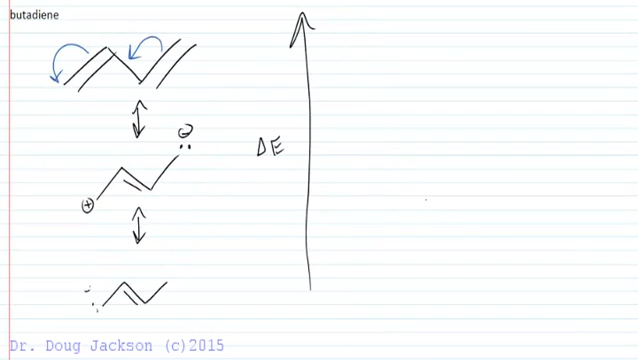 butadiene
⊖
ΔE
⊕
Dr. Doug Jackson (c)2015